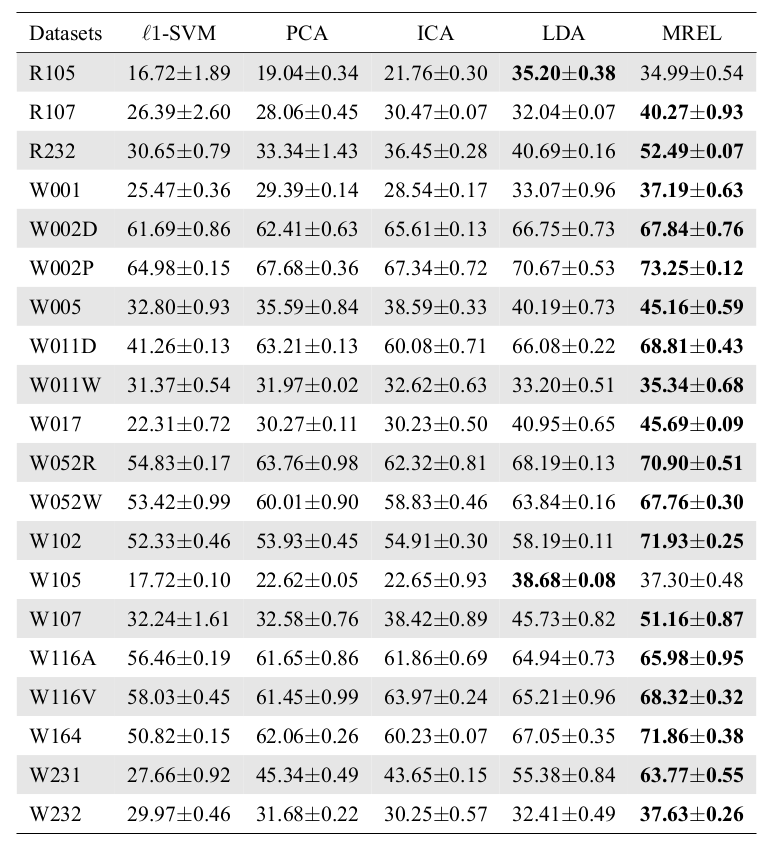 Datasets ℓ1-SVM PCA ICA LDA MREL
R105 16.72±1.89 19.04±0.34 21.76±0.30 35.20±0.38 34.99±0.54
R107 26.39±2.60 28.06±0.45 30.47±0.07 32.04±0.07 40.27±0.93
R232 30.65±0.79 33.34±1.43 36.45±0.28 40.69±0.16 52.49±0.07
W001 25.47±0.36 29.39±0.14 28.54±0.17 33.07±0.96 37.19±0.63
W002D 61.69±0.86 62.41±0.63 65.61±0.13 66.75±0.73 67.84±0.76
W002P 64.98±0.15 67.68±0.36 67.34±0.72 70.67±0.53 73.25±0.12
W005 32.80±0.93 35.59±0.84 38.59±0.33 40.19±0.73 45.16±0.59
W011D 41.26±0.13 63.21±0.13 60.08±0.71 66.08±0.22 68.81±0.43
W011W 31.37±0.54 31.97±0.02 32.62±0.63 33.20±0.51 35.34±0.68
W017 22.31±0.72 30.27±0.11 30.23±0.50 40.95±0.65 45.69±0.09
W052R 54.83±0.17 63.76±0.98 62.32±0.81 68.19±0.13 70.90±0.51
W052W 53.42±0.99 60.01±0.90 58.83±0.46 63.84±0.16 67.76±0.30
W102 52.33±0.46 53.93±0.45 54.91±0.30 58.19±0.11 71.93±0.25
W105 17.72±0.10 22.62±0.05 22.65±0.93 38.68±0.08 37.30±0.48
W107 32.24±1.61 32.58±0.76 38.42±0.89 45.73±0.82 51.16±0.87
W116A 56.46±0.19 61.65±0.86 61.86±0.69 64.94±0.73 65.98±0.95
W116V 58.03±0.45 61.45±0.99 63.97±0.24 65.21±0.96 68.32±0.32
W164 50.82±0.15 62.06±0.26 60.23±0.07 67.05±0.35 71.86±0.38
W231 27.66±0.92 45.34±0.49 43.65±0.15 55.38±0.84 63.77±0.55
W232 29.97±0.46 31.68±0.22 30.25±0.57 32.41±0.49 37.63±0.26